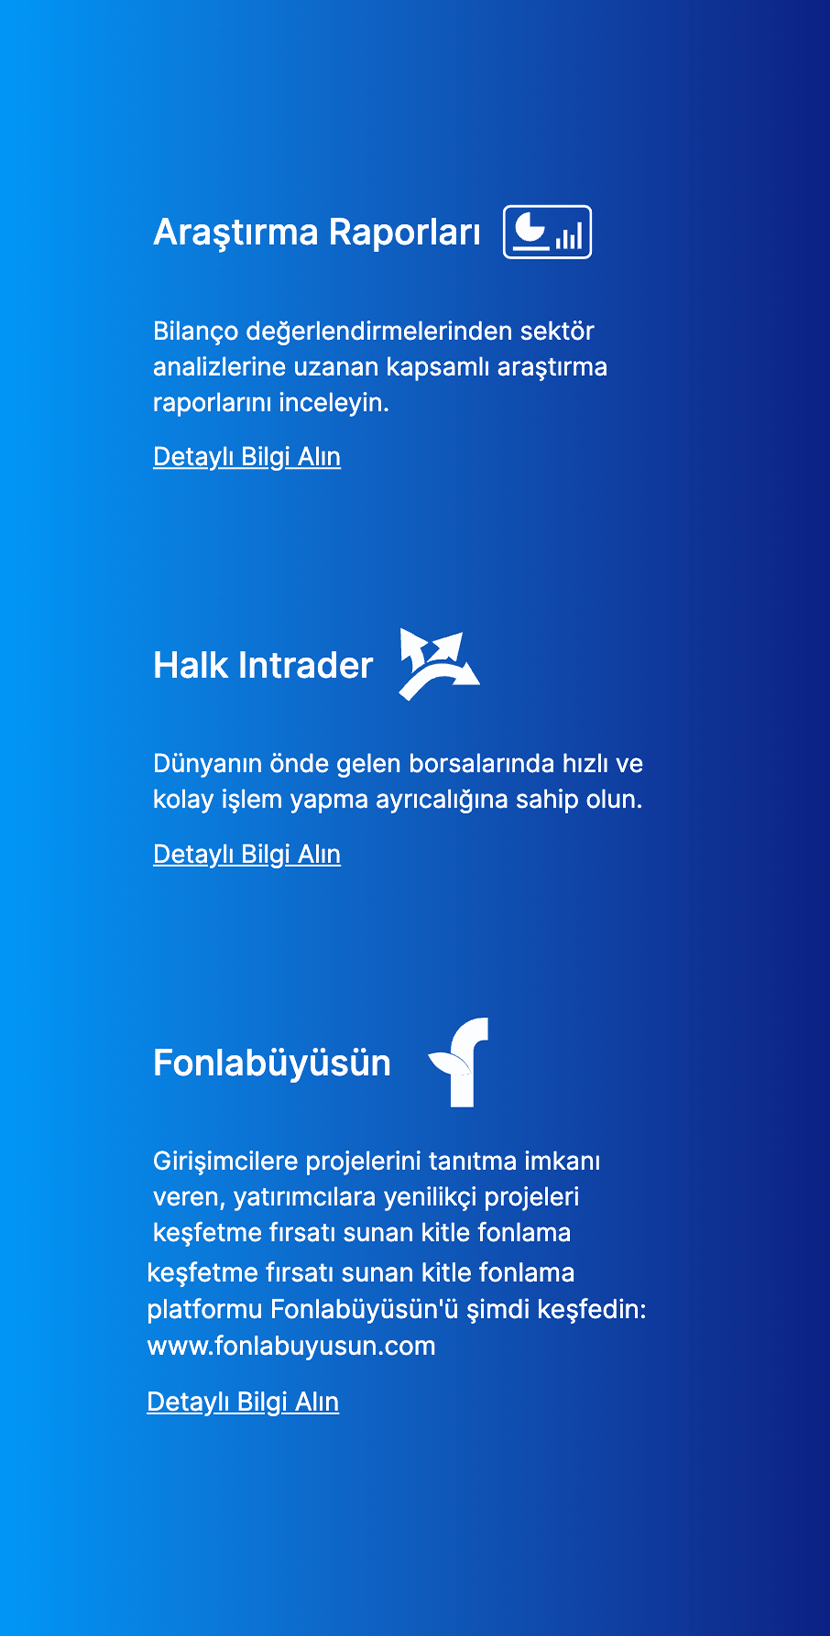 Araştırma Raporları
Bilanço değerlendirmelerinden sektör
analizlerine uzanan kapsamlı araştırma
raporlarını inceleyin.
Detaylı Bilgi Alın
Halk Intrader
Dünyanın önde gelen borsalarında hızlı ve
kolay işlem yapma ayrıcalığına sahip olun.
Detaylı Bilgi Alın
Fonlabüyüsün
Girişimcilere projelerini tanıtma imkanı
veren, yatırımcılara yenilikçi projeleri
keşfetme fırsatı sunan kitle fonlama
keşfetme fırsatı sunan kitle fonlama
platformu Fonlabüyüsün'ü şimdi keşfedin:
www.fonlabuyusun.com
Detaylı Bilgi Alın